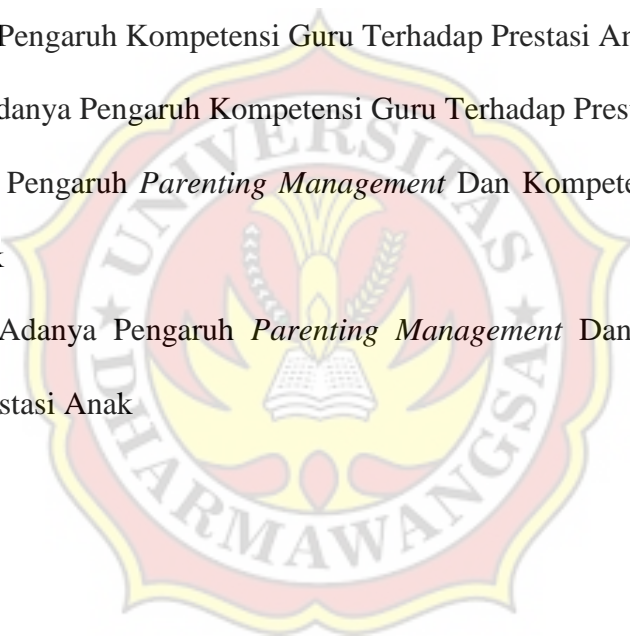 Pengaruh Kompetensi Guru Terhadap Prestasi An
danya Pengaruh Kompetensi Guru Terhadap Prest
Pengaruh Parenting Management Dan Kompete
k
Adanya Pengaruh Parenting Management Dan
stasi Anak
UNIVERSITAS
DHARMAWANGSA